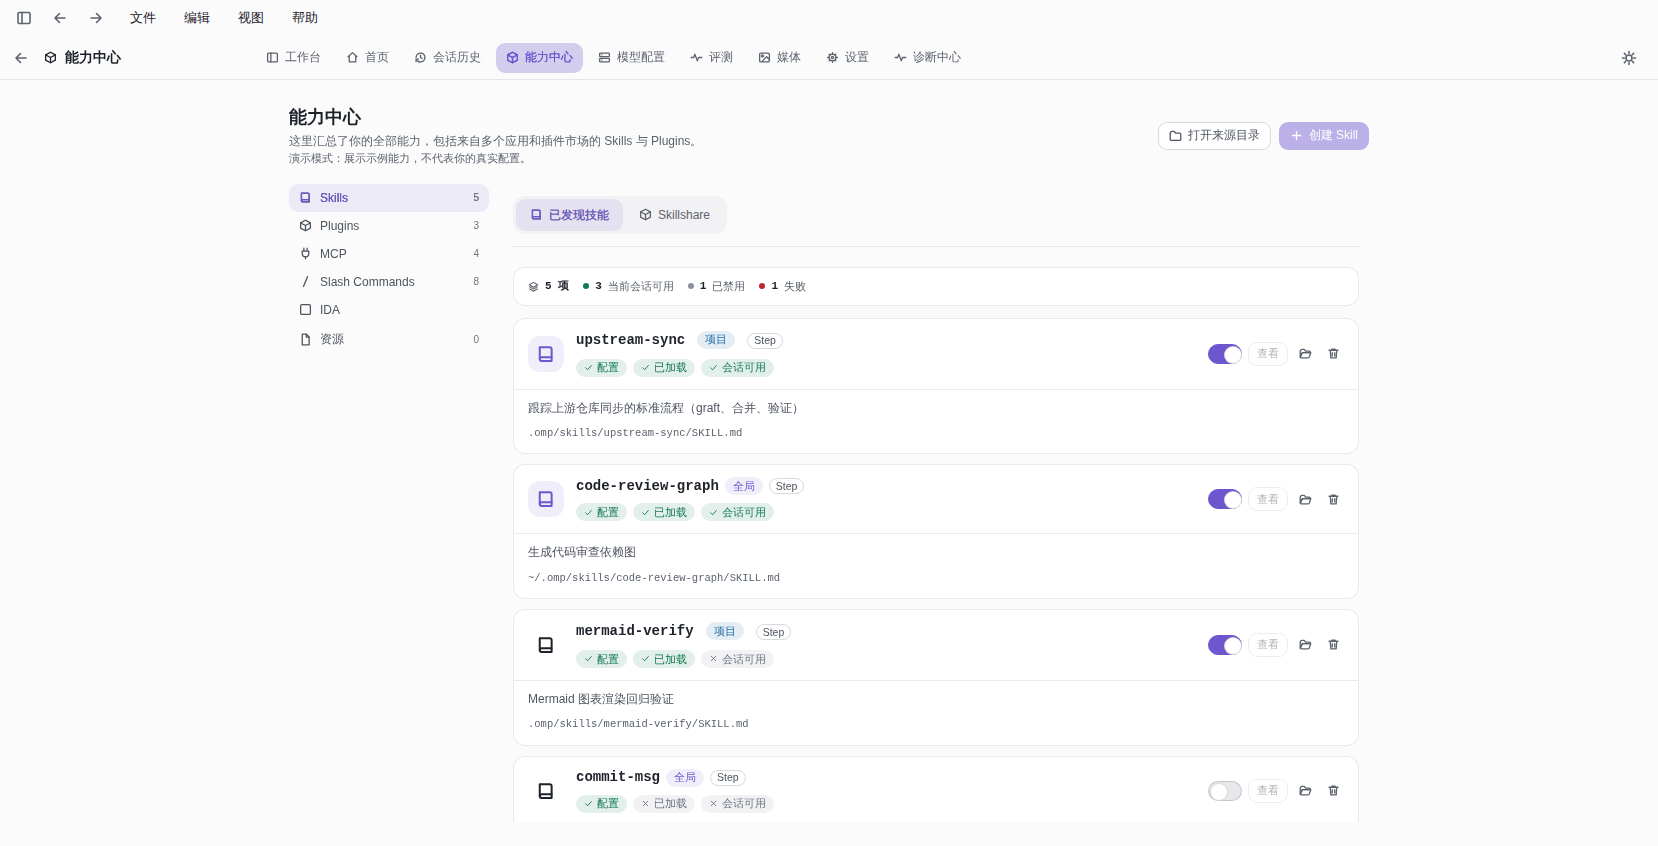 文件 编辑 视图 帮助
能力中心 工作台 首页 会话历史 能力中心 模型配置 评测 媒体 设置 诊断中心
能力中心
这里汇总了你的全部能力，包括来自多个应用和插件市场的 Skills 与 Plugins。
演示模式：展示示例能力，不代表你的真实配置。
打开来源目录 创建 Skill
Skills 5
Plugins 3
MCP 4
Slash Commands 8
IDA
资源 0
已发现技能 Skillshare
5 项 3 当前会话可用 1 已禁用 1 失败
upstream-sync 项目 Step
配置 已加载 会话可用
查看
跟踪上游仓库同步的标准流程（graft、合并、验证）
.omp/skills/upstream-sync/SKILL.md
code-review-graph 全局 Step
配置 已加载 会话可用
查看
生成代码审查依赖图
~/.omp/skills/code-review-graph/SKILL.md
mermaid-verify 项目 Step
配置 已加载 会话可用
查看
Mermaid 图表渲染回归验证
.omp/skills/mermaid-verify/SKILL.md
commit-msg 全局 Step
配置 已加载 会话可用
查看